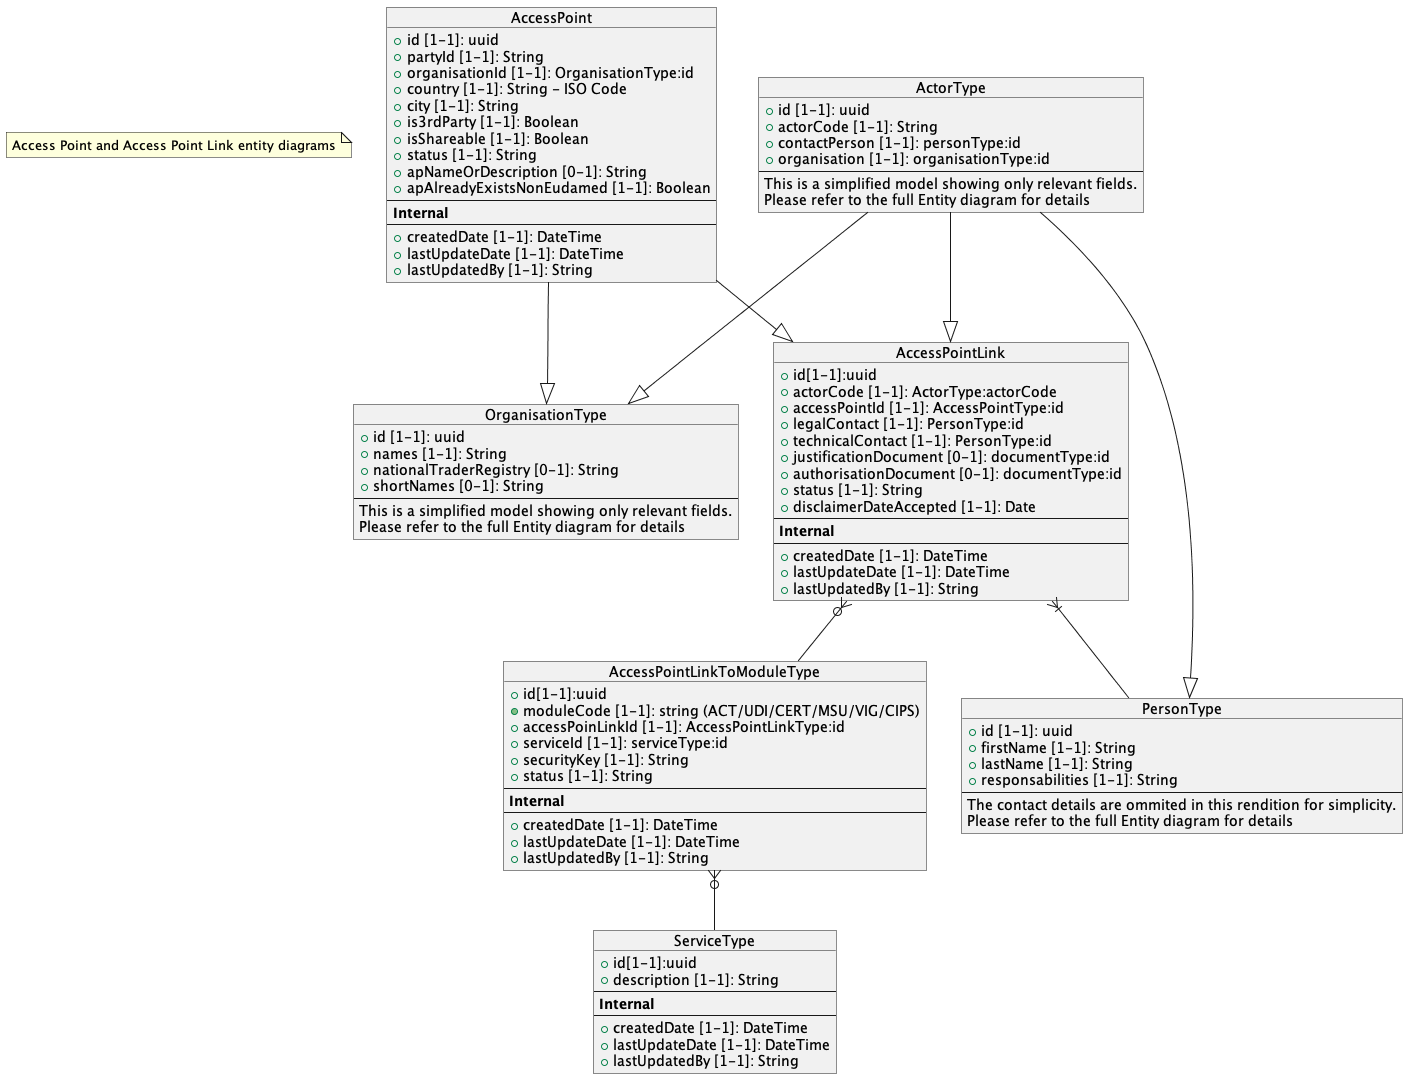 Access Point and Access Point Link entity diagrams
AccessPoint
id [1-1]: uuid
partyId [1-1]: String
organisationId [1-1]: OrganisationType:id
country [1-1]: String - ISO Code
city [1-1]: String
is3rdParty [1-1]: Boolean
isShareable [1-1]: Boolean
status [1-1]: String
apNameOrDescription [0-1]: String
apAlreadyExistsNonEudamed [1-1]: Boolean
Internal
createdDate [1-1]: DateTime
lastUpdateDate [1-1]: DateTime
lastUpdatedBy [1-1]: String
ActorType
id [1-1]: uuid
actorCode [1-1]: String
contactPerson [1-1]: personType:id
organisation [1-1]: organisationType:id
This is a simplified model showing only relevant fields.
Please refer to the full Entity diagram for details
OrganisationType
id [1-1]: uuid
names [1-1]: String
nationalTraderRegistry [0-1]: String
shortNames [0-1]: String
This is a simplified model showing only relevant fields.
Please refer to the full Entity diagram for details
AccessPointLink
id[1-1]:uuid
actorCode [1-1]: ActorType:actorCode
accessPointId [1-1]: AccessPointType:id
legalContact [1-1]: PersonType:id
technicalContact [1-1]: PersonType:id
justificationDocument [0-1]: documentType:id
authorisationDocument [0-1]: documentType:id
status [1-1]: String
disclaimerDateAccepted [1-1]: Date
Internal
createdDate [1-1]: DateTime
lastUpdateDate [1-1]: DateTime
lastUpdatedBy [1-1]: String
AccessPointLinkToModuleType
id[1-1]:uuid
moduleCode [1-1]: string (ACT/UDI/CERT/MSU/VIG/CIPS)
accessPoinLinkId [1-1]: AccessPointLinkType:id
serviceId [1-1]: serviceType:id
securityKey [1-1]: String
status [1-1]: String
Internal
createdDate [1-1]: DateTime
lastUpdateDate [1-1]: DateTime
lastUpdatedBy [1-1]: String
PersonType
id [1-1]: uuid
firstName [1-1]: String
lastName [1-1]: String
responsabilities [1-1]: String
The contact details are ommited in this rendition for simplicity.
Please refer to the full Entity diagram for details
ServiceType
id[1-1]:uuid
description [1-1]: String
Internal
createdDate [1-1]: DateTime
lastUpdateDate [1-1]: DateTime
lastUpdatedBy [1-1]: String